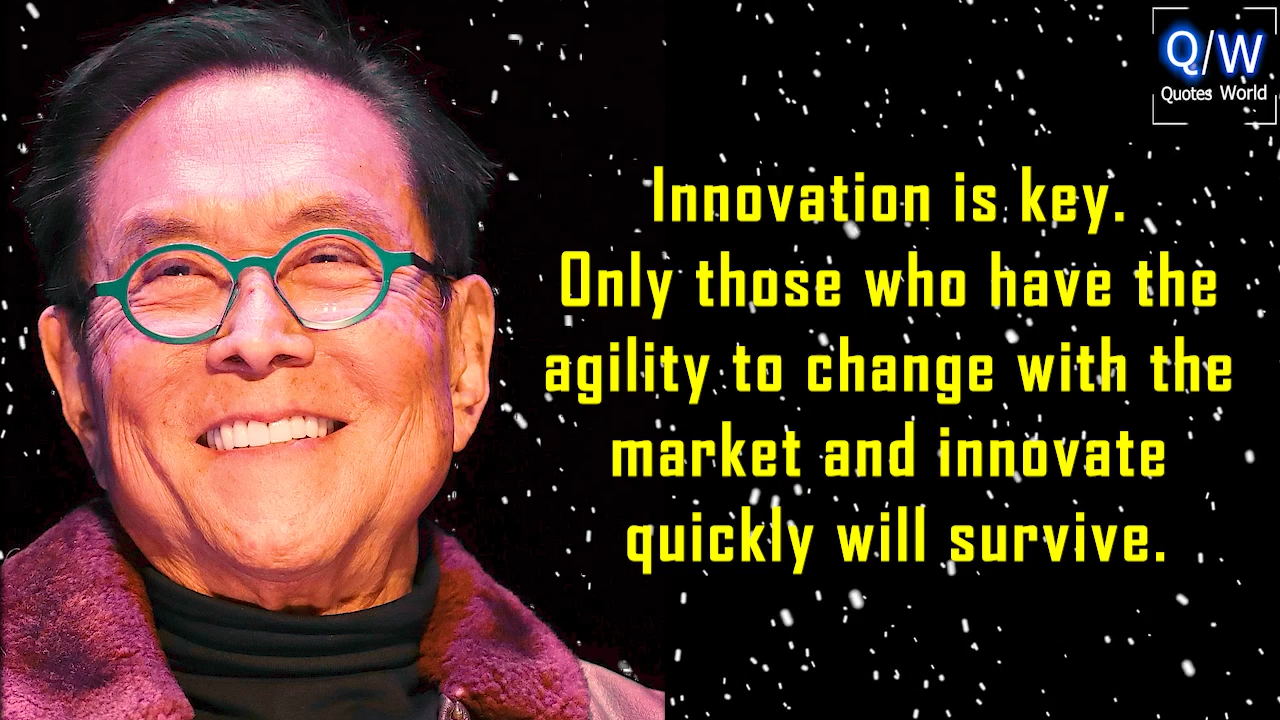 Q/W
Quotes World
Innovation is key.
Only those who have the
agility to change with the
market and innovate
quickly will survive.